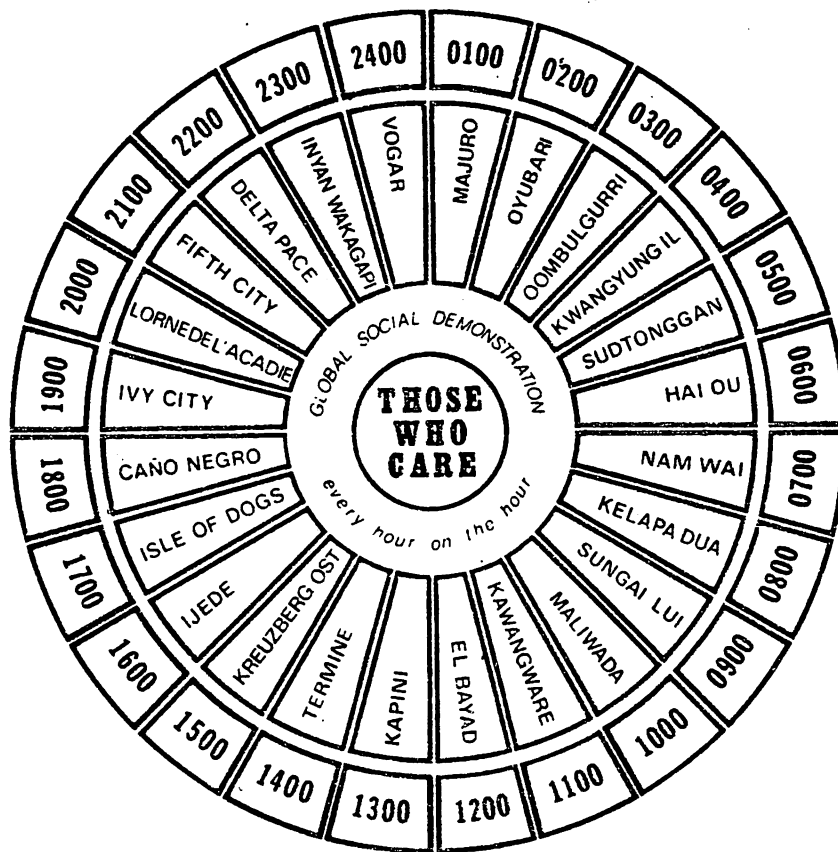 0100
0200
0300
0400
0500
0600
0700
0800
0900
1000
1100
1200
1300
1400
1500
1600
1700
1800
1900
2000
2100
2200
2300
2400
MAJURO
OYUBARI
OOMBULGURRI
KWANGYUNG IL
SUDTONGGAN
HAI OU
NAM WAI
KELAPA DUA
SUNGAI LUI
MALIWADA
KAWANGWARE
EL BAYAD
KAPINI
TERMINE
KREUZBERG OST
IJEDE
ISLE OF DOGS
CAÑO NEGRO
IVY CITY
LORNEDEL'ACADIE
FIFTH CITY
DELTA PACE
INYAN WAKAGAPI
VOGAR
GLOBAL SOCIAL DEMONSTRATION
THOSE
WHO
CARE
every hour on the hour